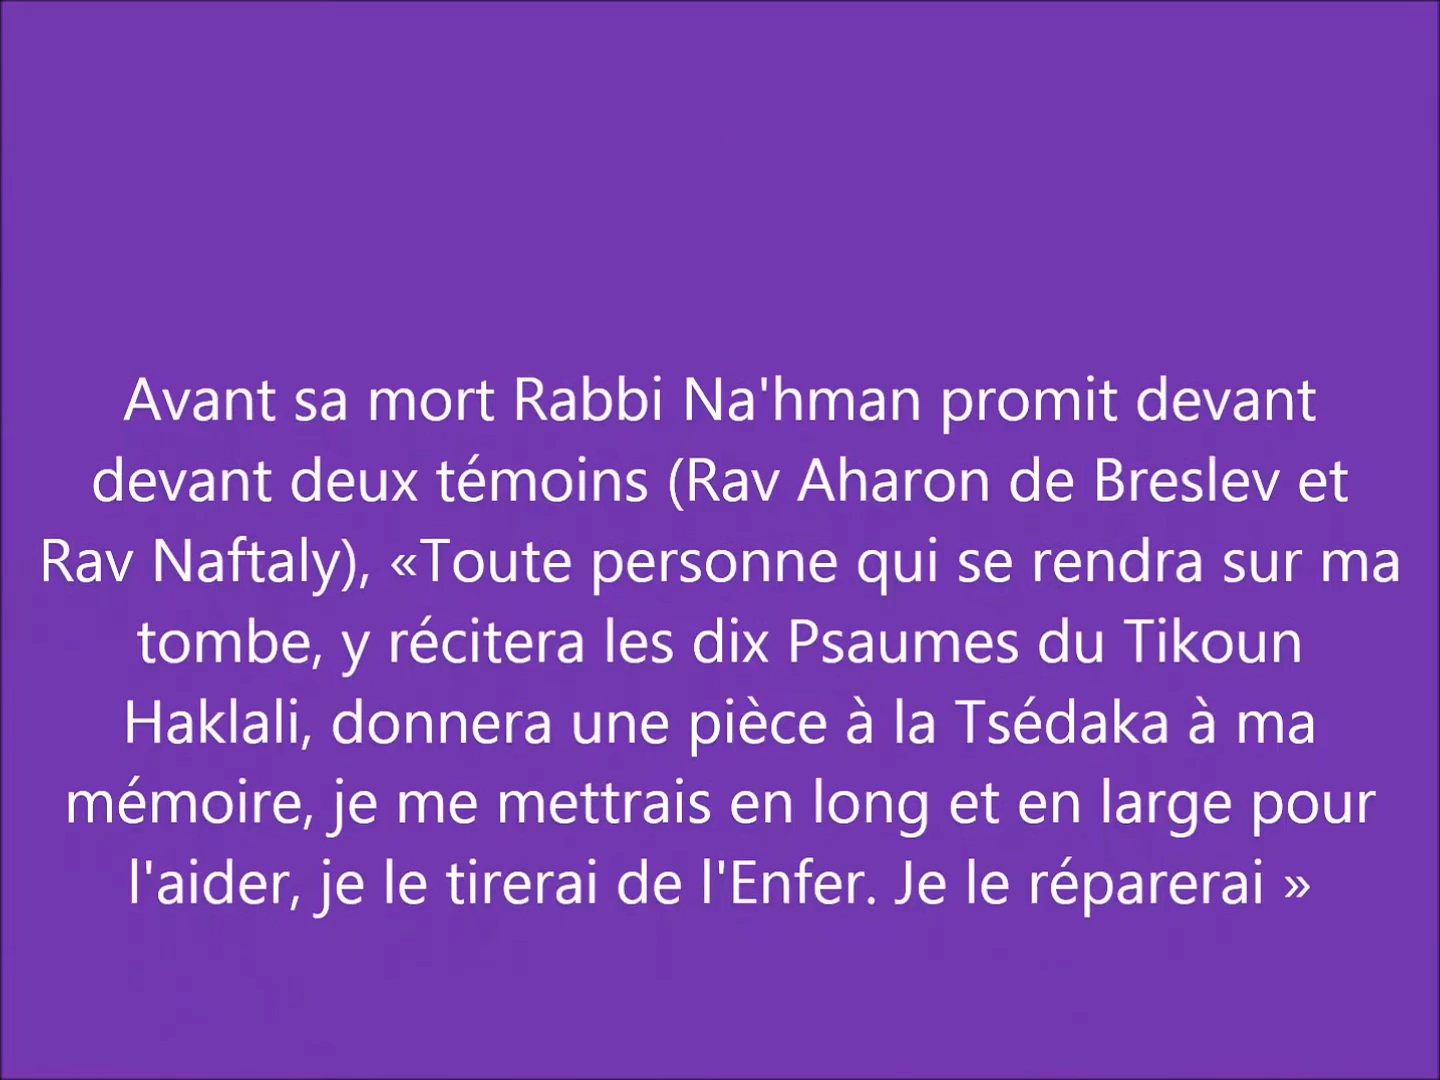 Avant sa mort Rabbi Na'hman promit devant
devant deux témoins (Rav Aharon de Breslev et
Rav Naftaly), «Toute personne qui se rendra sur ma
tombe, y récitera les dix Psaumes du Tikoun
Haklali, donnera une pièce à la Tsédaka à ma
mémoire, je me mettrais en long et en large pour
l'aider, je le tirerai de l'Enfer. Je le réparerai »